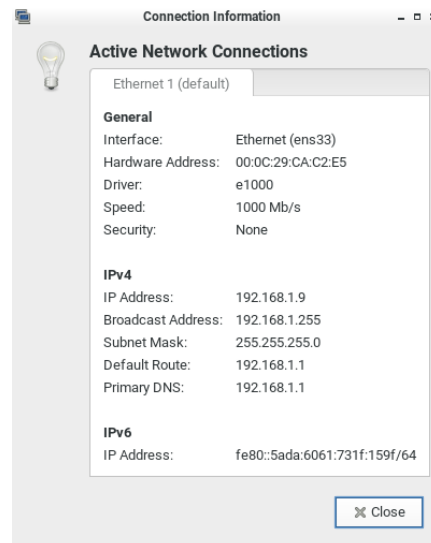 Connection Information
Active Network Connections
Ethernet 1 (default)
General
Interface: Ethernet (ens33)
Hardware Address: 00:0C:29:CA:C2:E5
Driver: e1000
Speed: 1000 Mb/s
Security: None
IPv4
IP Address: 192.168.1.9
Broadcast Address: 192.168.1.255
Subnet Mask: 255.255.255.0
Default Route: 192.168.1.1
Primary DNS: 192.168.1.1
IPv6
IP Address: fe80::5ada:6061:731f:159f/64
Close